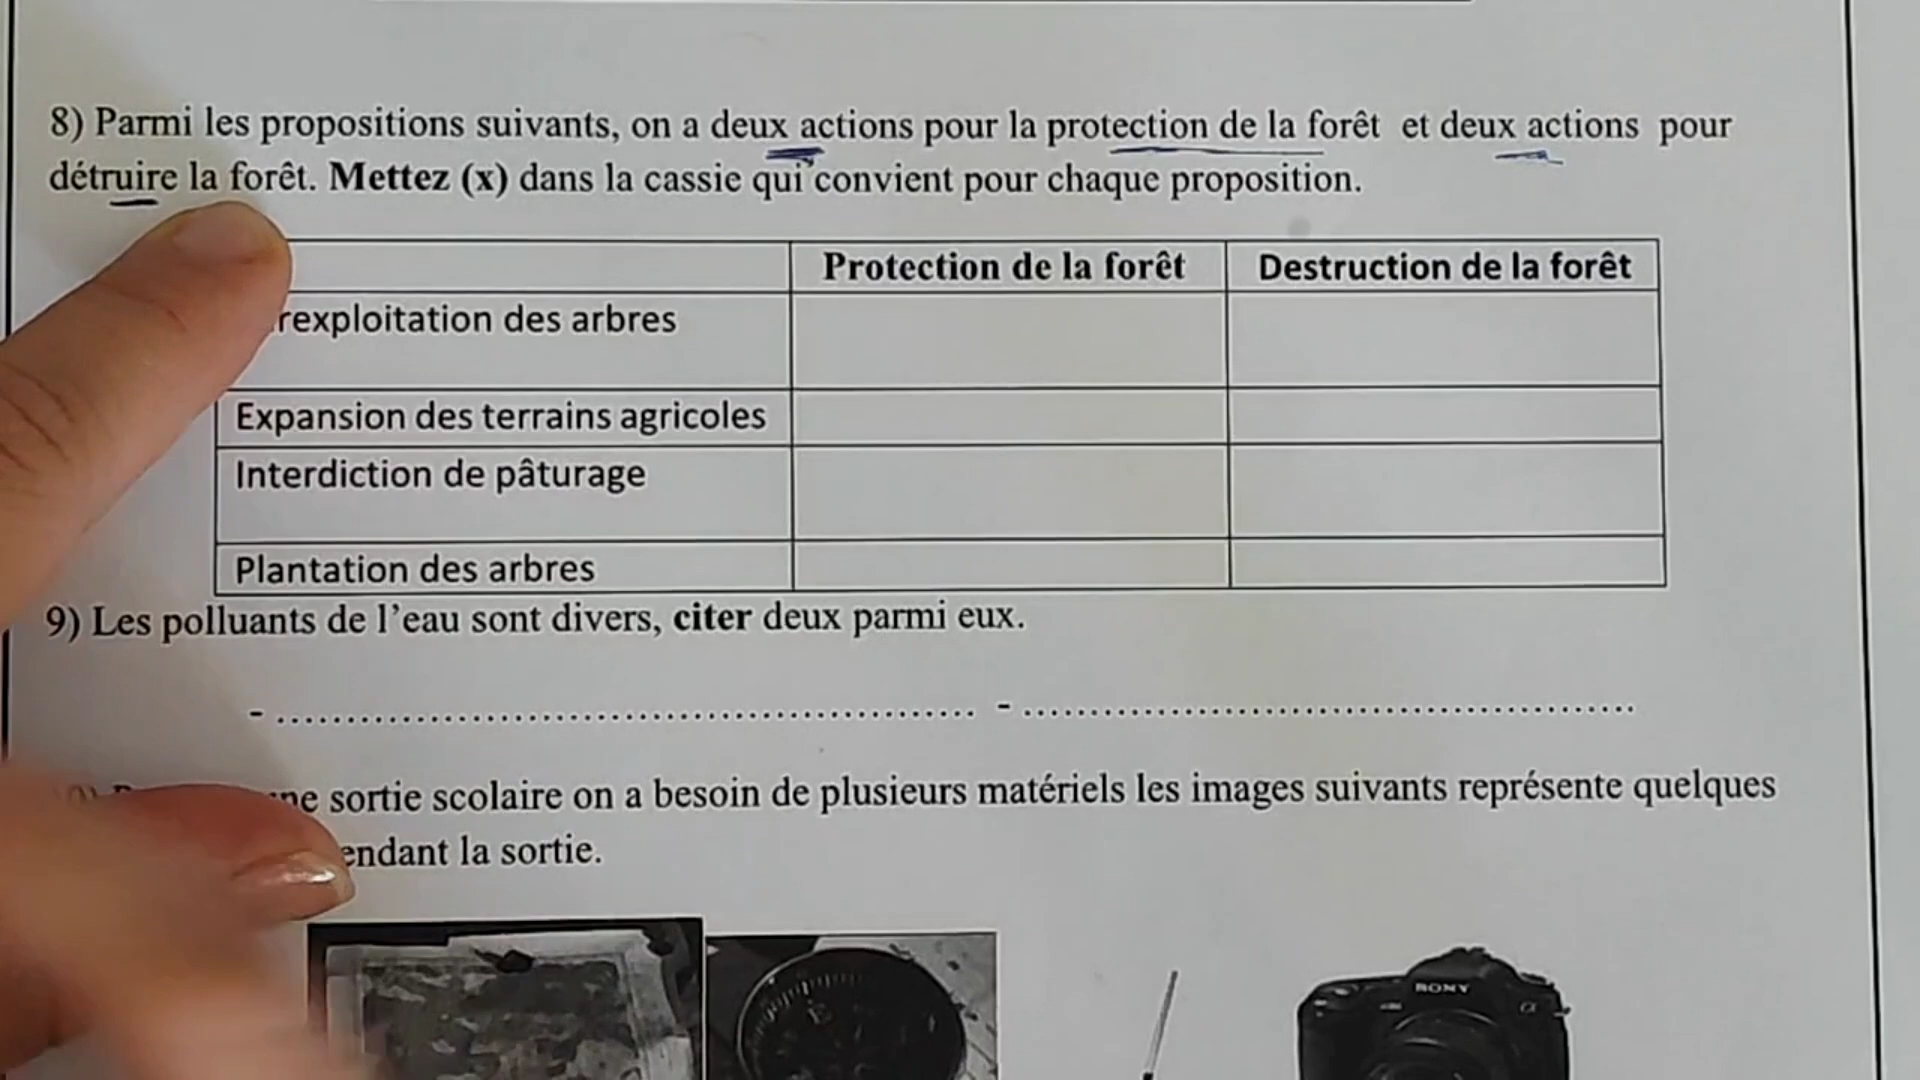 8) Parmi les propositions suivants, on a deux actions pour la protection de la forêt et deux actions pour
détruire la forêt. Mettez (x) dans la cassie qui convient pour chaque proposition.
Protection de la forêt Destruction de la forêt
rexploitation des arbres
Expansion des terrains agricoles
Interdiction de pâturage
Plantation des arbres
9) Les polluants de l'eau sont divers, citer deux parmi eux.
- .................................................. - ..................................................
ne sortie scolaire on a besoin de plusieurs matériels les images suivants représente quelques
endant la sortie.
SONY α